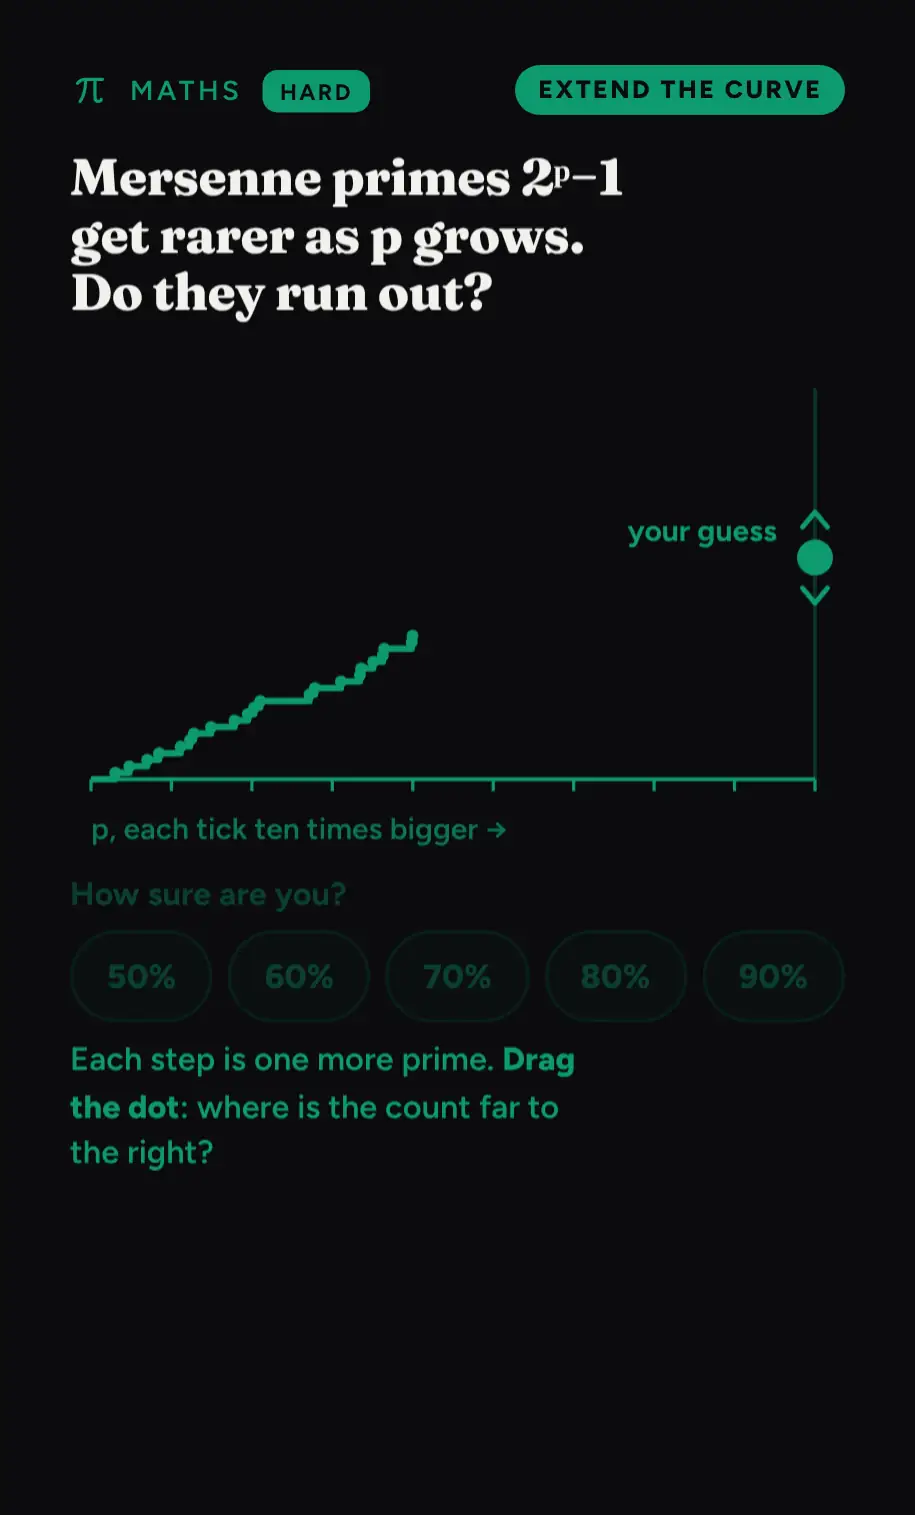 π MATHS HARD EXTEND THE CURVE
Mersenne primes 2ᵖ–1
get rarer as p grows.
Do they run out?
your guess
p, each tick ten times bigger →
How sure are you?
50% 60% 70% 80% 90%
Each step is one more prime. Drag
the dot: where is the count far to
the right?